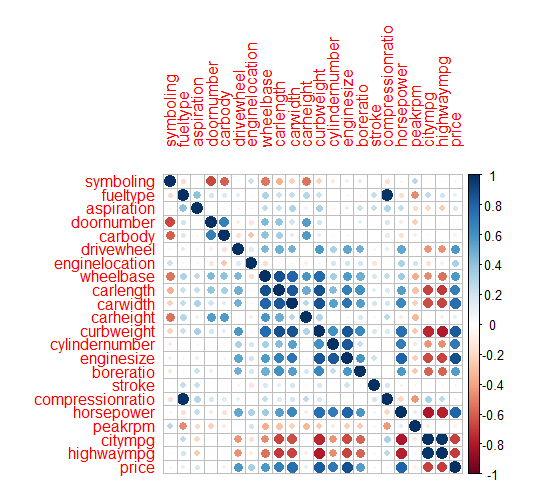 symboling
fueltype
aspiration
doornumber
carbody
drivewheel
enginelocation
wheelbase
carlength
carwidth
carheight
curbweight
cylindernumber
enginesize
boreratio
stroke
compressionratio
horsepower
peakrpm
citympg
highwaympg
price
symboling
fueltype
aspiration
doornumber
carbody
drivewheel
enginelocation
wheelbase
carlength
carwidth
carheight
curbweight
cylindernumber
enginesize
boreratio
stroke
compressionratio
horsepower
peakrpm
citympg
highwaympg
price
1
0.8
0.6
0.4
0.2
0
-0.2
-0.4
-0.6
-0.8
-1